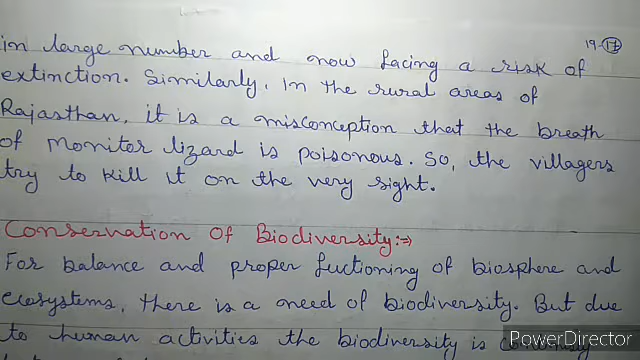 19-17
in large number and now facing a risk of
extinction. Similarly, In the rural areas of
Rajasthan, it is a misconception that the breath
of Monitor lizard is poisonous. So, the villagers
try to kill it on the very sight.
Conservation of Biodiversity:⇒
For balance and proper fuctioning of biosphere and
ecosystems, there is a need of biodiversity. But due
to human activities the biodiversity is
PowerDirector